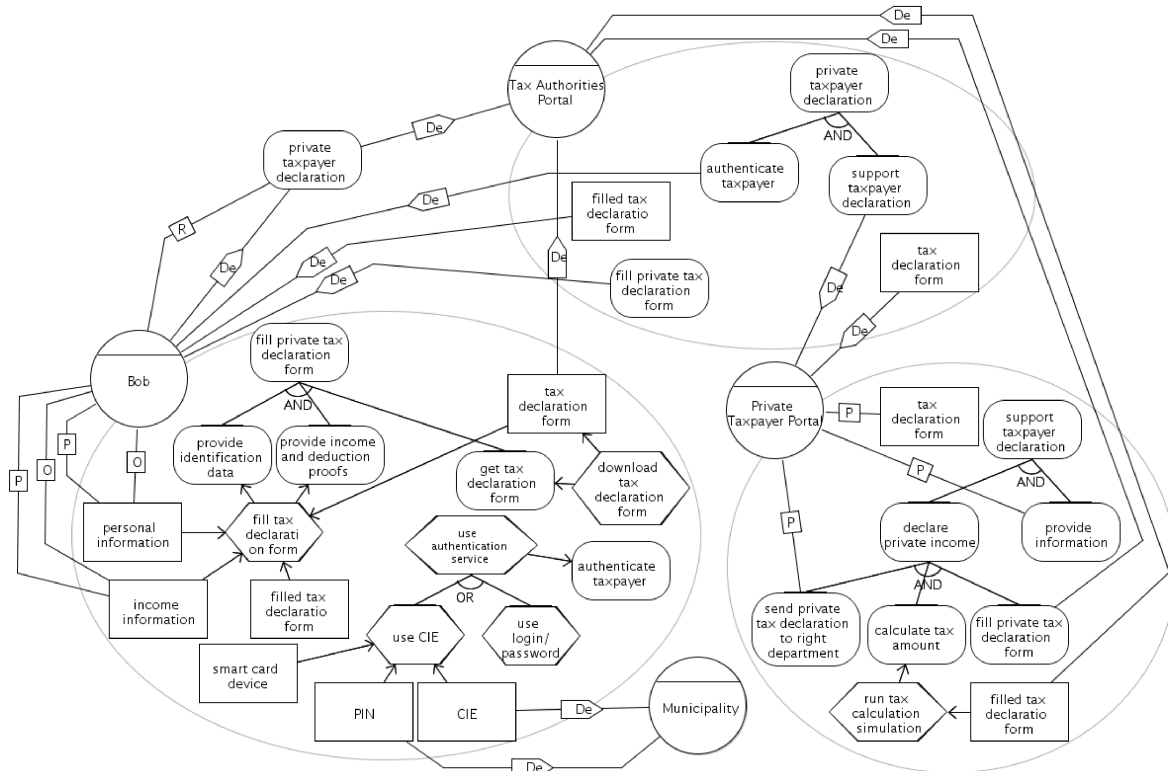 De
De
private
taxpayer
declaration
Tax Authorities
Portal
De
AND
private
taxpayer
declaration
authenticate
taxpayer
support
taxpayer
declaration
filled tax
declaratio
form
De
R
De
De
tax
declaration
form
De
De
fill private tax
declaration
form
De
De
De
fill private tax
declaration
form
Bob
tax
declaration
form
AND
Private
Taxpayer Portal
P
tax
declaration
form
support
taxpayer
declaration
provide
identification
data
provide income
and deduction
proofs
P
O
get tax
declaration
form
download
tax
declaration
form
P
AND
P
O
personal
information
fill tax
declarati
on form
use
authentication
service
P
declare
private income
provide
information
authenticate
taxpayer
income
information
filled tax
declaratio
form
OR
AND
send private
tax declaration
to right
department
calculate tax
amount
fill private tax
declaration
form
use CIE
use
login/
password
smart card
device
PIN
CIE
De
Municipality
run tax
calculation
simulation
filled tax
declaratio
form
De